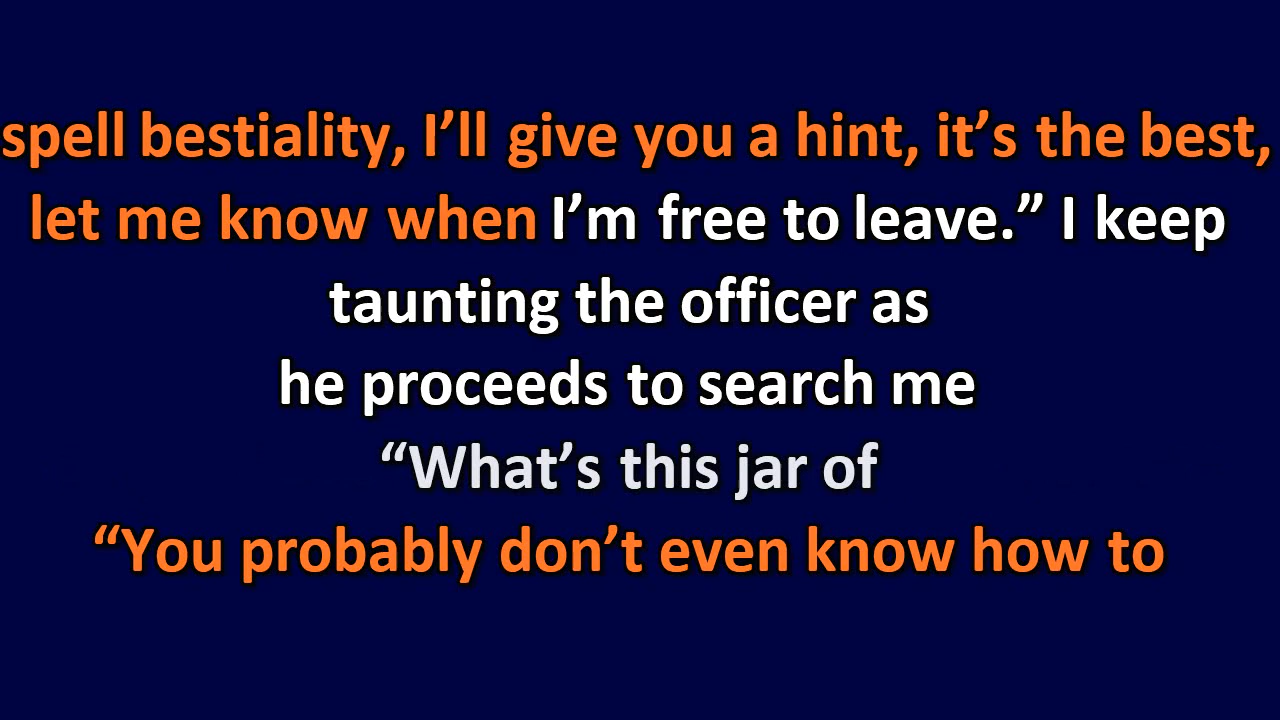 spell bestiality, I’ll give you a hint, it’s the best,
let me know when I’m free to leave.” I keep
taunting the officer as
he proceeds to search me
“What’s this jar of
“You probably don’t even know how to